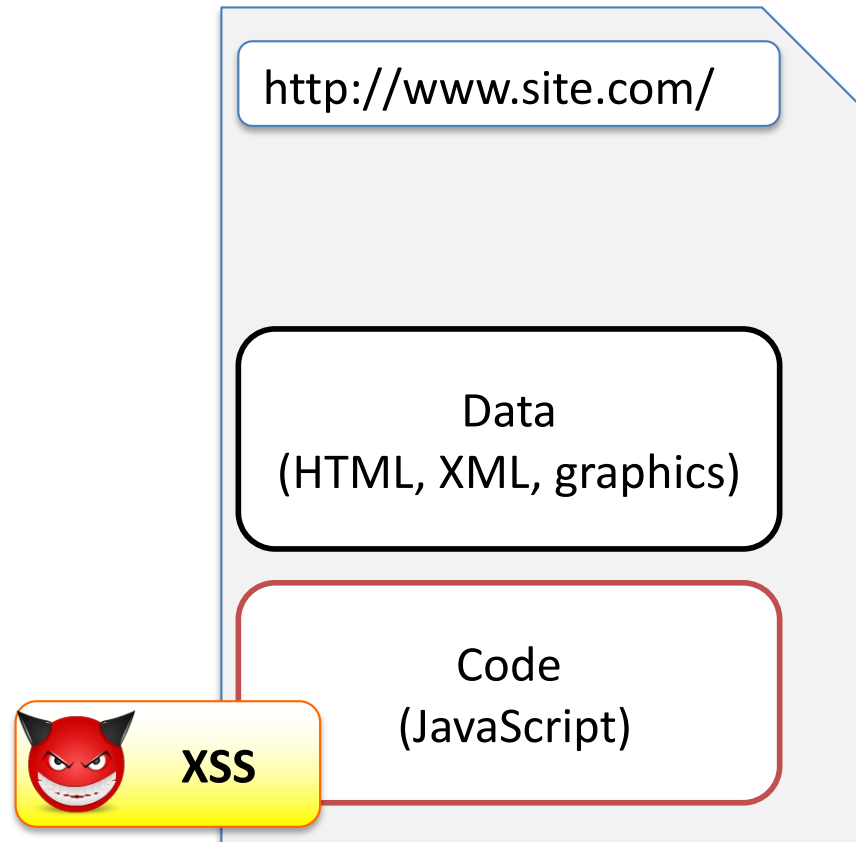 http://www.site.com/
Data
(HTML, XML, graphics)
Code
(JavaScript)
XSS